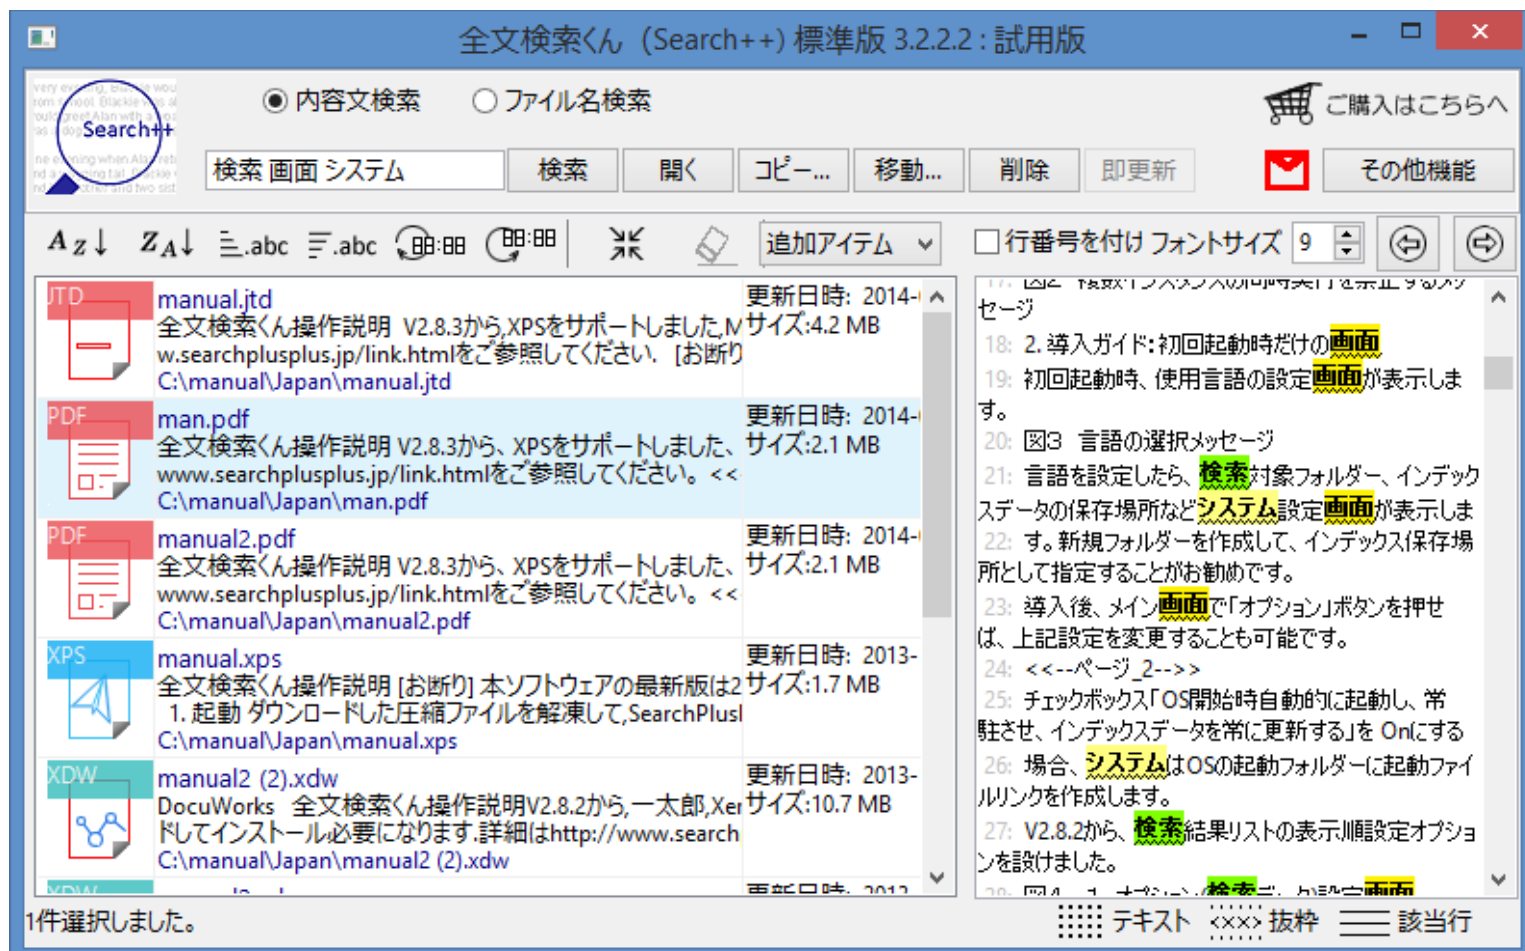 全文検索くん (Search++) 標準版 3.2.2.2 : 試用版
Search++
内容文検索 ファイル名検索
ご購入はこちらへ
検索 画面 システム
検索 開く コピー... 移動... 削除 即更新 その他機能
A Z↓ Z A↓ .abc .abc 追加アイテム
行番号を付け フォントサイズ 9
JTD
manual.jtd
更新日時: 2014-
全文検索くん操作説明 V2.8.3から,XPSをサポートしました,M
サイズ:4.2 MB
w.searchplusplus.jp/link.htmlをご参照してください. [お断り
C:\manual\Japan\manual.jtd
PDF
man.pdf
更新日時: 2014-
全文検索くん操作説明 V2.8.3から、XPSをサポートしました、
サイズ:2.1 MB
www.searchplusplus.jp/link.htmlをご参照してください。<<
C:\manual\Japan\man.pdf
PDF
manual2.pdf
更新日時: 2014-
全文検索くん操作説明 V2.8.3から、XPSをサポートしました、
サイズ:2.1 MB
www.searchplusplus.jp/link.htmlをご参照してください。<<
C:\manual\Japan\manual2.pdf
XPS
manual.xps
更新日時: 2013-
全文検索くん操作説明 [お断り] 本ソフトウェアの最新版は2
サイズ:1.7 MB
1. 起動 ダウンロードした圧縮ファイルを解凍して,SearchPlusl
C:\manual\Japan\manual.xps
XDW
manual2 (2).xdw
更新日時: 2013-
DocuWorks 全文検索くん操作説明V2.8.2から,一太郎,Xer
サイズ:10.7 MB
ドしてインストール必要になります.詳細はhttp://www.search
C:\manual\Japan\manual2 (2).xdw
セージ
18: 2. 導入ガイド:初回起動時だけの画面
19: 初回起動時、使用言語の設定画面が表示しま
す。
20: 図3 言語の選択メッセージ
21: 言語を設定したら、検索対象フォルダー、インデック
スデータの保存場所などシステム設定画面が表示しま
22: す。新規フォルダーを作成して、インデックス保存場
所として指定することがお勧めです。
23: 導入後、メイン画面で「オプション」ボタンを押せ
ば、上記設定を変更することも可能です。
24: <<--ページ_2-->>
25: チェックボックス「OS開始時自動的に起動し、常
駐させ、インデックスデータを常に更新する」を Onにする
26: 場合、システムはOSの起動フォルダーに起動ファイ
ルリンクを作成します。
27: V2.8.2から、検索結果リストの表示順設定オプショ
ンを設けました。
1件選択しました。
テキスト <xx> 抜粋 該当行